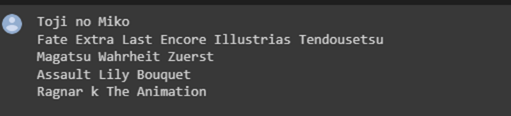 Toji no Miko
Fate Extra Last Encore Illustrias Tendousetsu
Magatsu Wahrheit Zuerst
Assault Lily Bouquet
Ragnar k The Animation